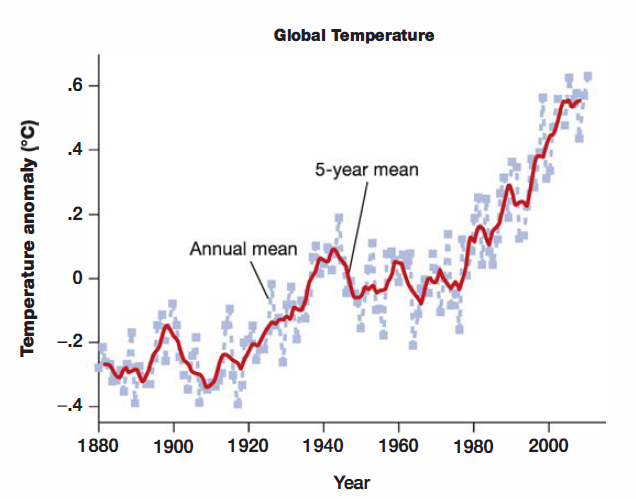 Global Temperature
Temperature anomaly (°C)
.6
.4
.2
0
–.2
–.4
5-year mean
Annual mean
1880 1900 1920 1940 1960 1980 2000
Year